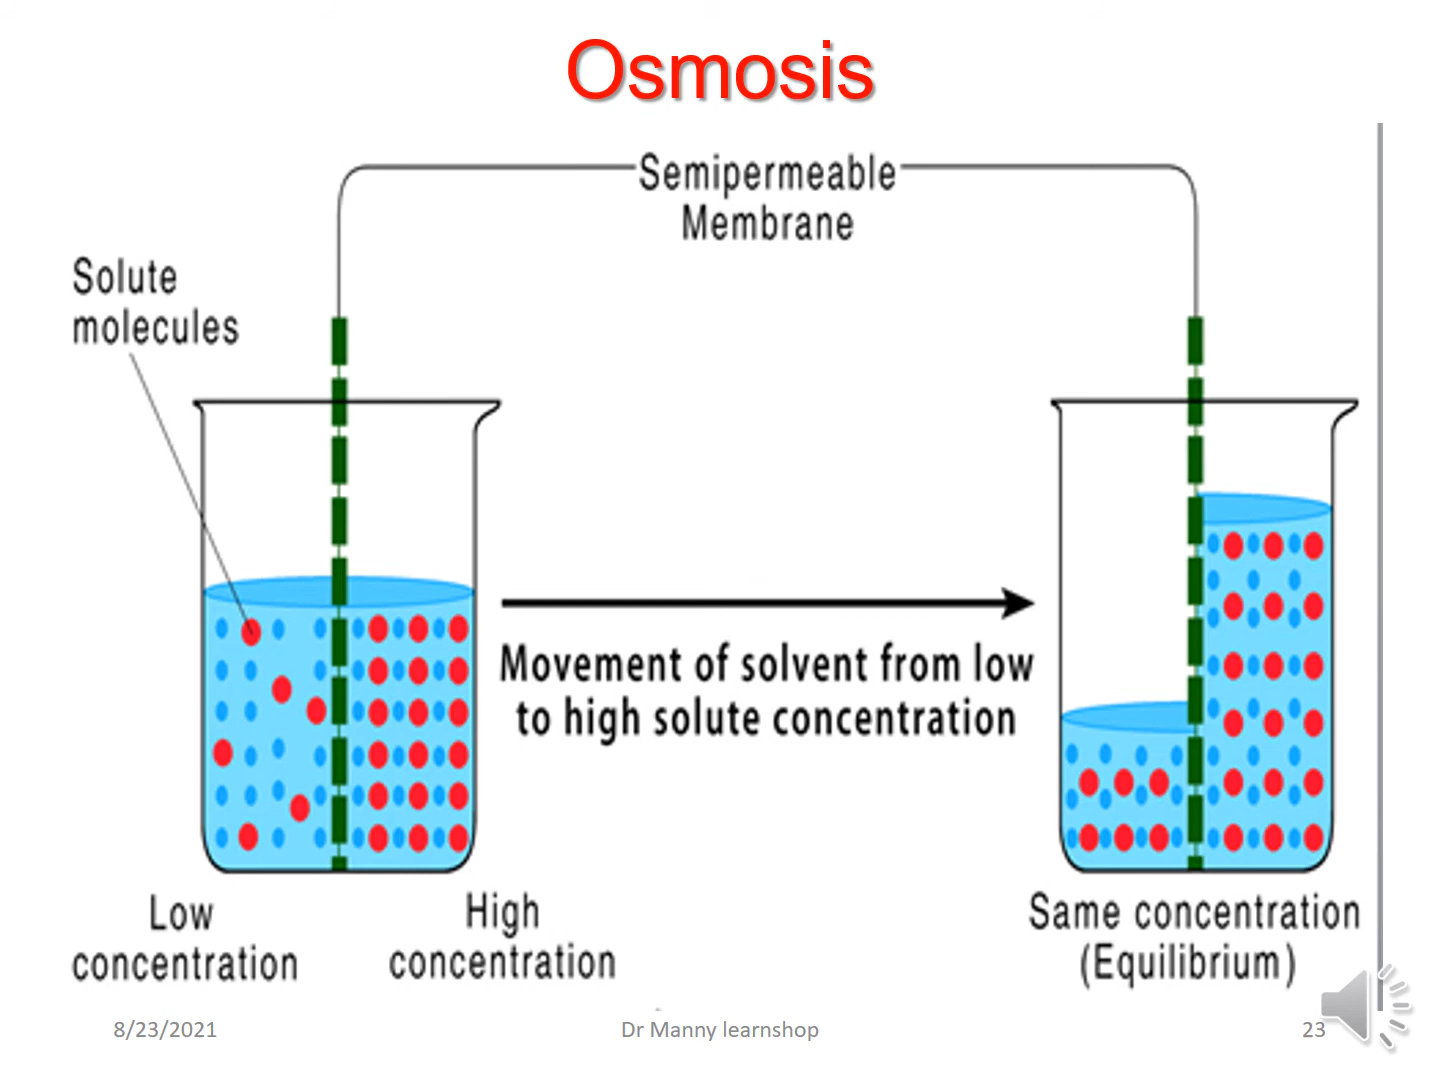 Osmosis
Semipermeable
Membrane
Solute
molecules
Movement of solvent from low
to high solute concentration
Low
concentration
High
concentration
Same concentration
(Equilibrium)
8/23/2021
Dr Manny learnshop
23